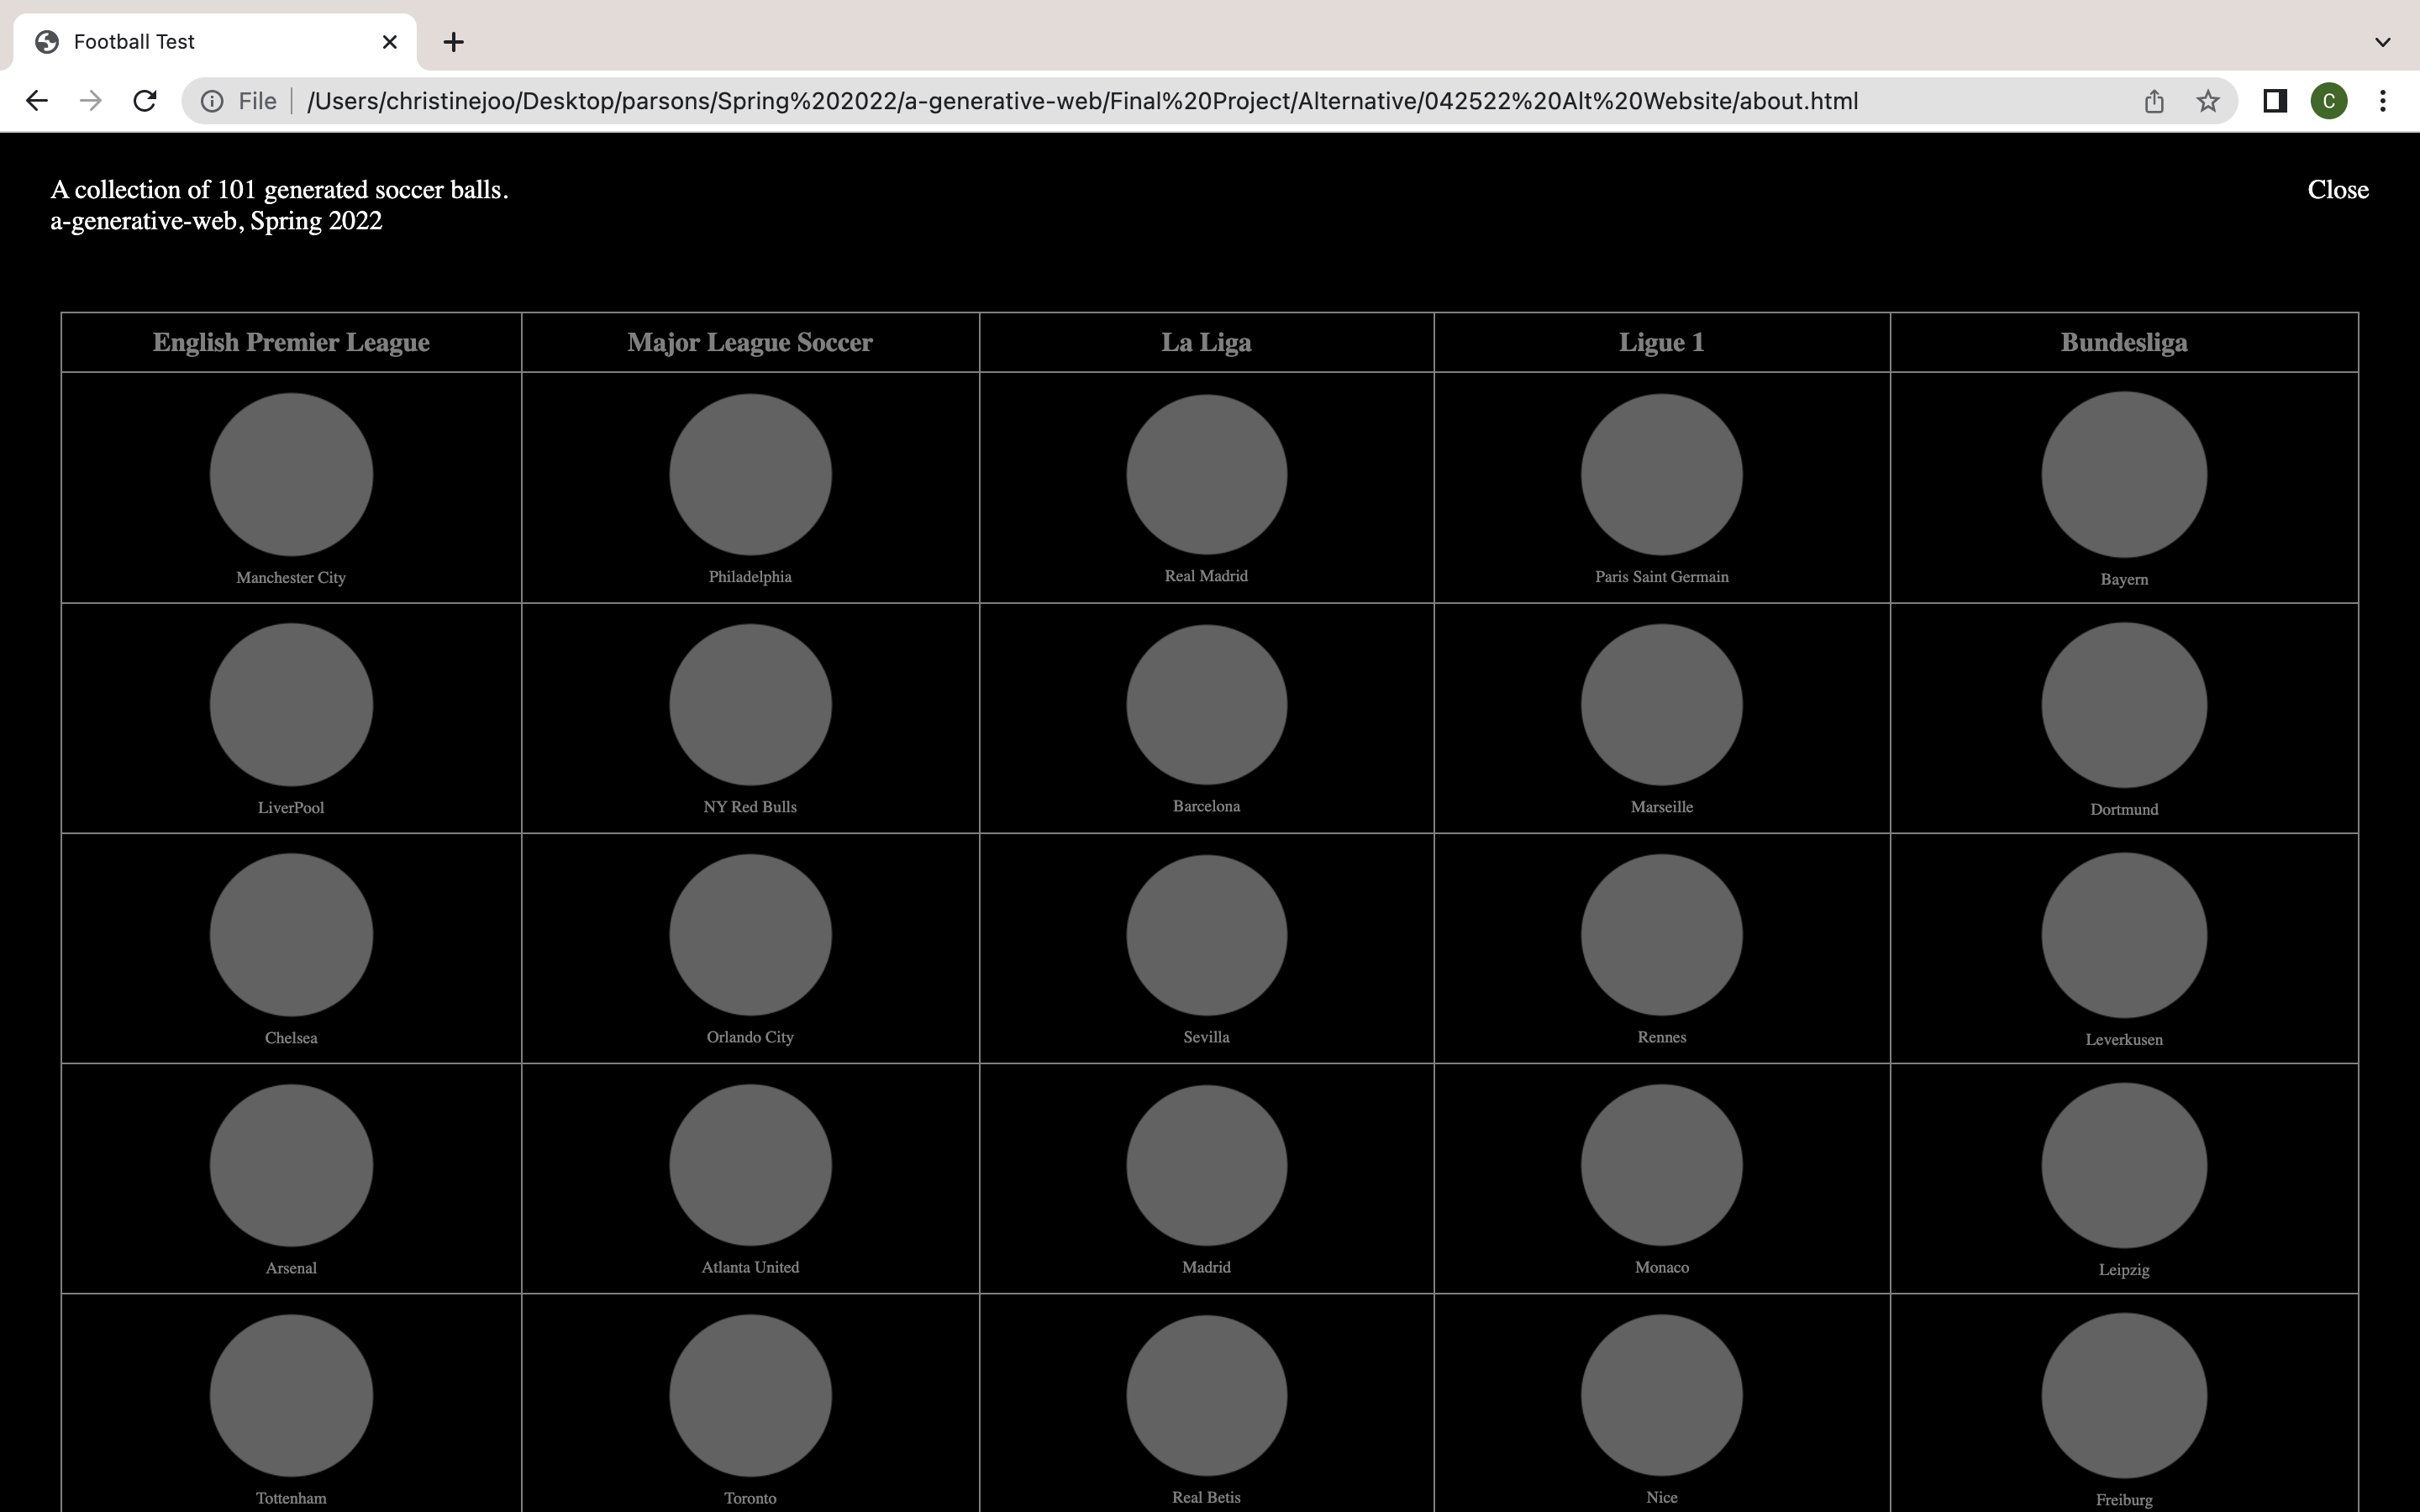 Football Test
File
/Users/christinejoo/Desktop/parsons/Spring%202022/a-generative-web/Final%20Project/Alternative/042522%20Alt%20Website/about.html
C
A collection of 101 generated soccer balls.
a-generative-web, Spring 2022
Close
English Premier League
Major League Soccer
La Liga
Ligue 1
Bundesliga
Manchester City
Philadelphia
Real Madrid
Paris Saint Germain
Bayern
LiverPool
NY Red Bulls
Barcelona
Marseille
Dortmund
Chelsea
Orlando City
Sevilla
Rennes
Leverkusen
Arsenal
Atlanta United
Madrid
Monaco
Leipzig
Tottenham
Toronto
Real Betis
Nice
Freiburg